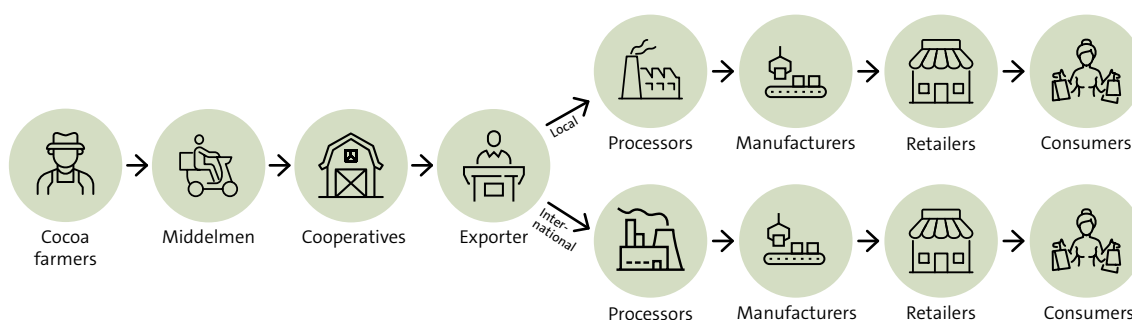 Processors
Manufacturers
Retailers
Consumers
Local
Cocoa
farmers
Middelmen
Cooperatives
Exporter
Inter-
national
Processors
Manufacturers
Retailers
Consumers